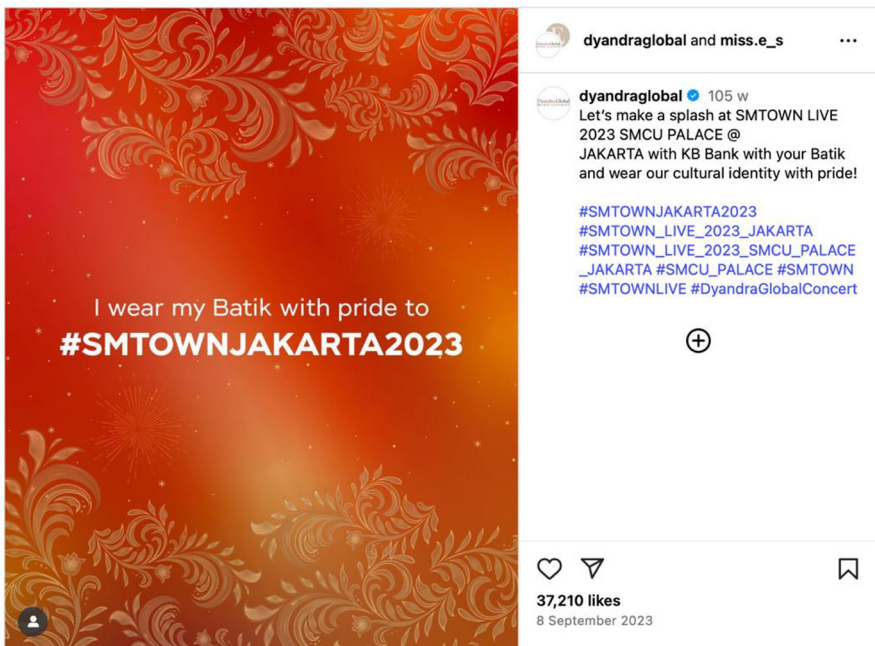 I wear my Batik with pride to
#SMTOWNJAKARTA2023
dyandraglobal and miss.e_s
dyandraglobal 105 w
Let's make a splash at SMTOWN LIVE
2023 SMCU PALACE @
JAKARTA with KB Bank with your Batik
and wear our cultural identity with pride!
#SMTOWNJAKARTA2023
#SMTOWN_LIVE_2023_JAKARTA
#SMTOWN_LIVE_2023_SMCU_PALACE
_JAKARTA #SMCU_PALACE #SMTOWN
#SMTOWNLIVE #DyandraGlobalConcert
37,210 likes
8 September 2023